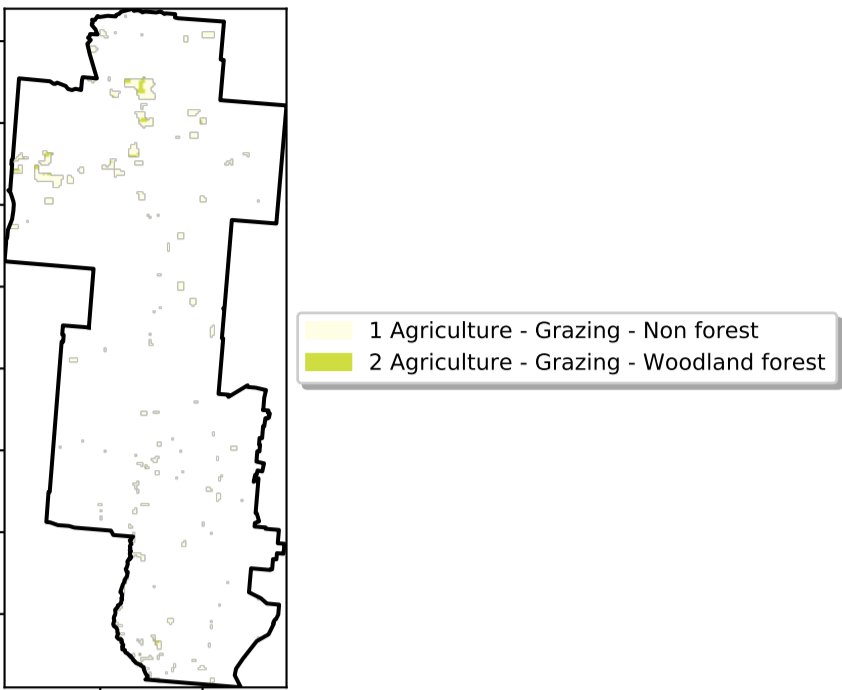 1 Agriculture - Grazing - Non forest
2 Agriculture - Grazing - Woodland forest